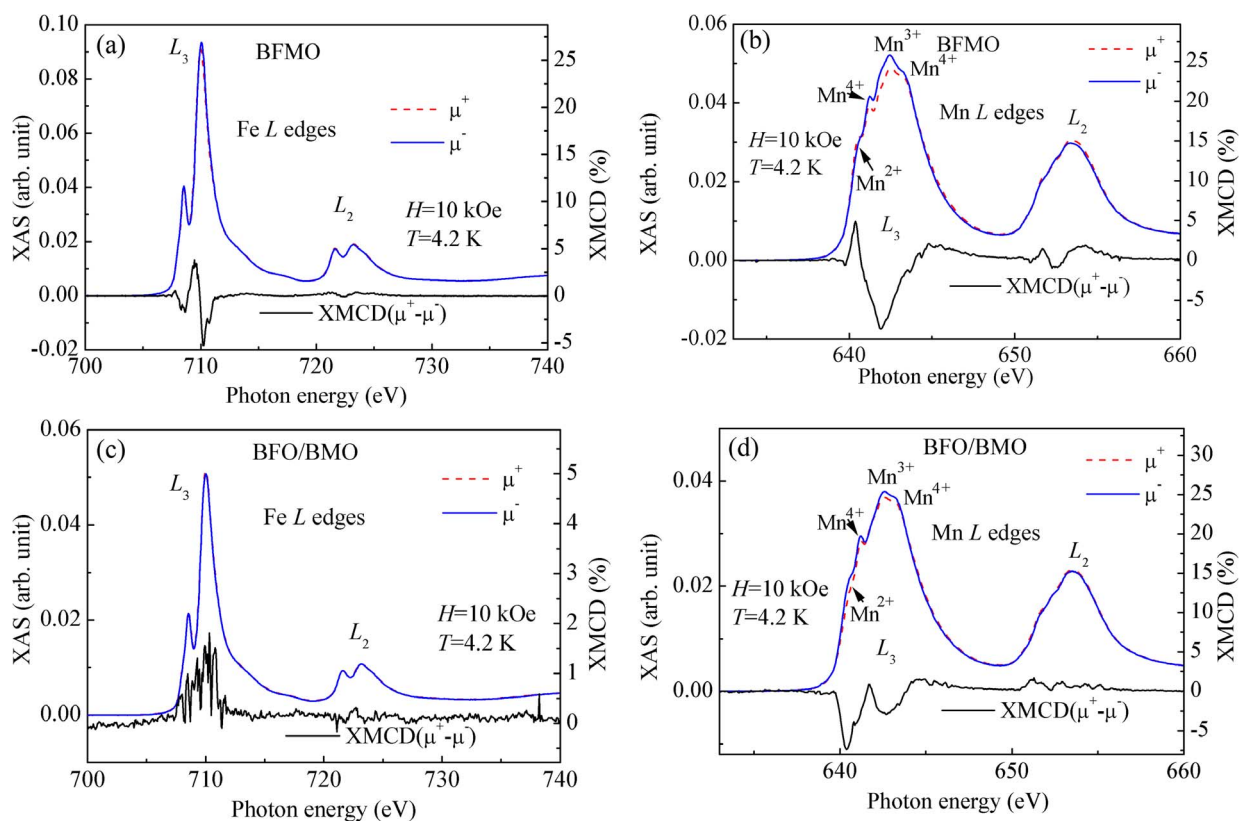 (a)
BFMO
L3
Fe L edges
μ+
μ-
L2
H=10 kOe
T=4.2 K
XMCD(μ+-μ-)
XAS (arb. unit)
0.10
0.08
0.06
0.04
0.02
0.00
-0.02
XMCD (%)
25
20
15
10
5
0
-5
700
710
720
730
740
Photon energy (eV)
(b)
Mn3+
BFMO
Mn4+
Mn4+
μ+
μ-
Mn L edges
L2
H=10 kOe
T=4.2 K
Mn2+
L3
XMCD(μ+-μ-)
XAS (arb. unit)
0.06
0.04
0.02
0.00
-0.02
XMCD (%)
25
20
15
10
5
0
-5
640
650
660
Photon energy (eV)
(c)
BFO/BMO
L3
μ+
μ-
Fe L edges
H=10 kOe
T=4.2 K
L2
XMCD(μ+-μ-)
XAS (arb. unit)
0.06
0.04
0.02
0.00
XMCD (%)
5
4
3
2
1
0
700
710
720
730
740
Photon energy (eV)
(d)
BFO/BMO
Mn3+
Mn4+
Mn4+
μ+
μ-
Mn L edges
L2
H=10 kOe
T=4.2 K
Mn2+
L3
XMCD(μ+-μ-)
XAS (arb. unit)
0.04
0.02
0.00
XMCD (%)
30
25
20
15
10
5
0
-5
640
650
660
Photon energy (eV)